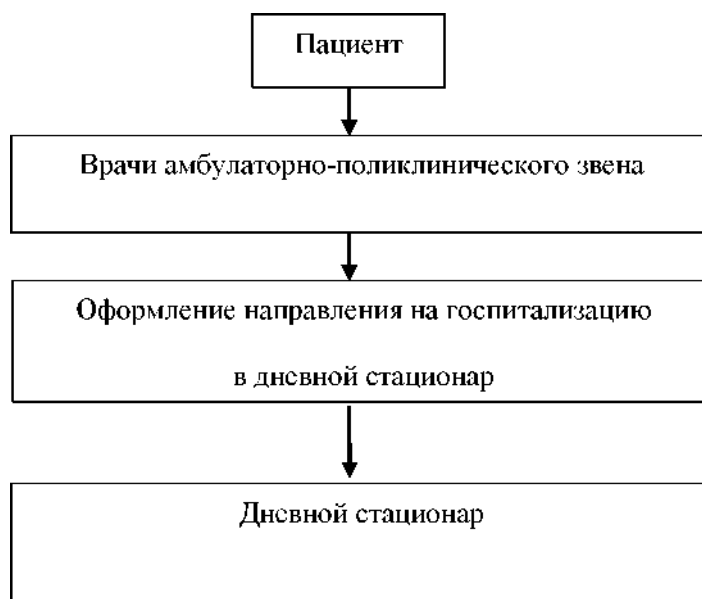 Пациент
Врачи амбулаторно-поликлинического звена
Оформление направления на госпитализацию
в дневной стационар
Дневной стационар